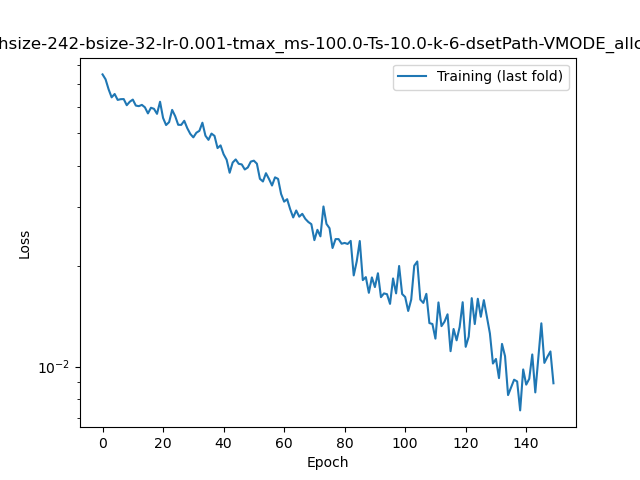 hsize-242-bsize-32-lr-0.001-tmax_ms-100.0-Ts-10.0-k-6-dsetPath-VMODE_allc
Training (last fold)
Loss
10⁻²
0 20 40 60 80 100 120 140
Epoch